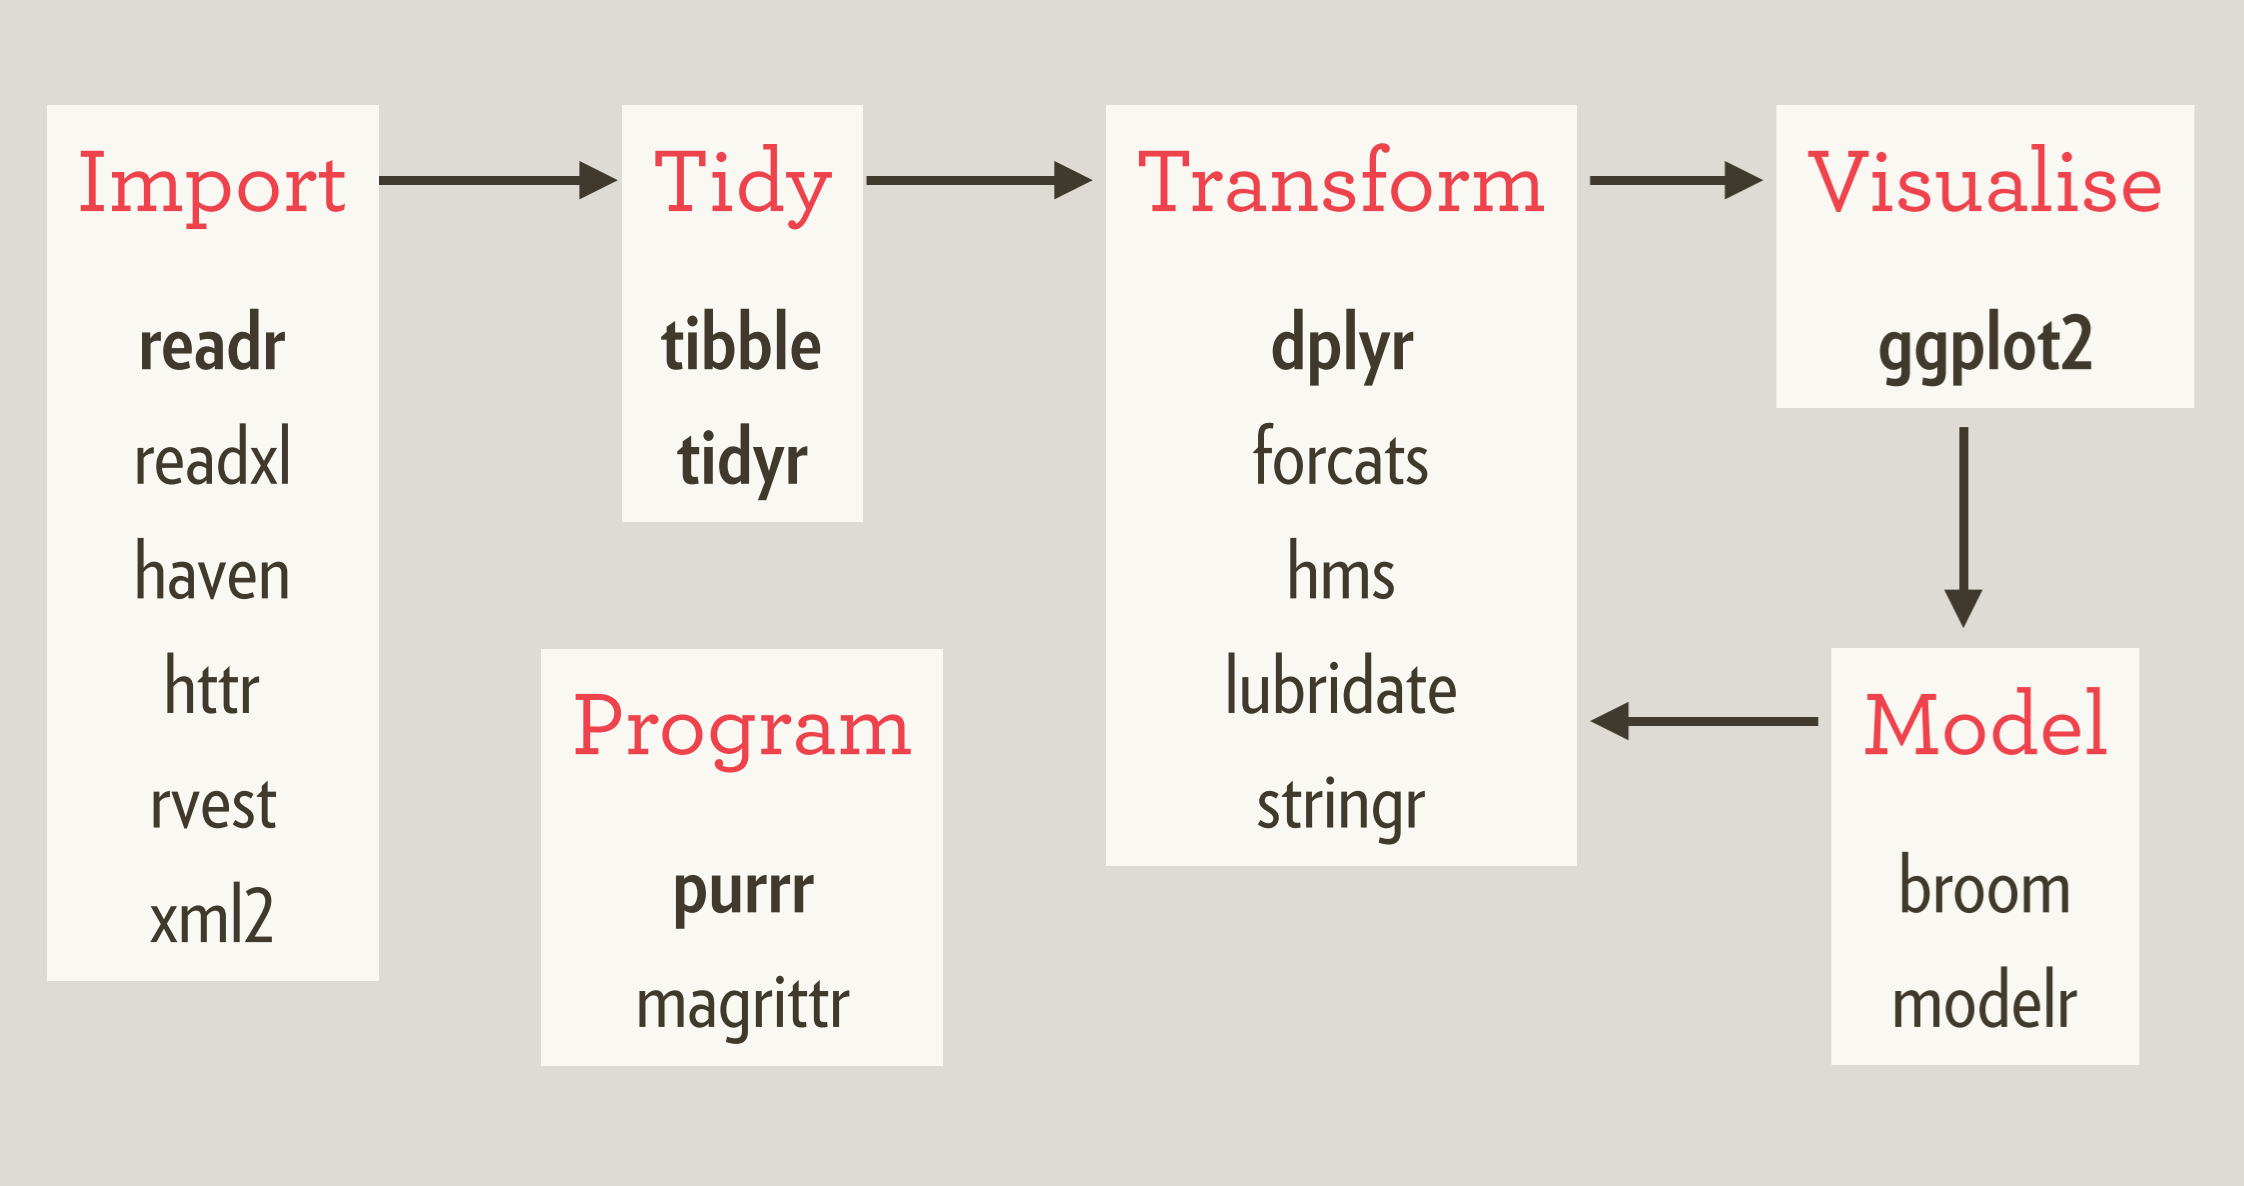 Import
readr
readxl
haven
httr
rvest
xml2
Tidy
tibble
tidyr
Program
purrr
magrittr
Transform
dplyr
forcats
hms
lubridate
stringr
Visualise
ggplot2
Model
broom
modelr